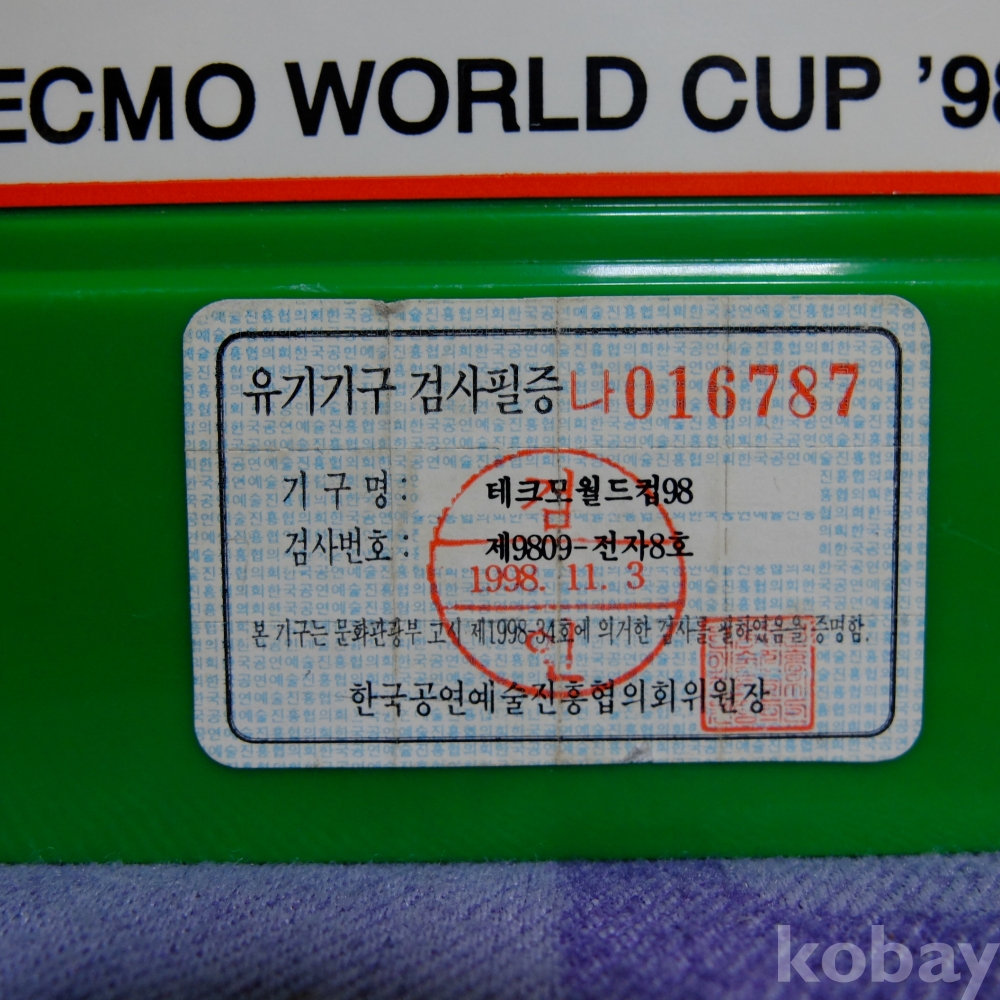 ECMO WORLD CUP ’98
유기기구 검사필증 나016787
기 구 명 : 테크모월드컵98
검사번호 : 제9809-전자8호
검
1998. 11. 3
인
본 기구는 문화관광부 고시 제1998-34호에 의거한 검사를 필하였음을 증명함.
한국공연예술진흥협의회위원장
kobay